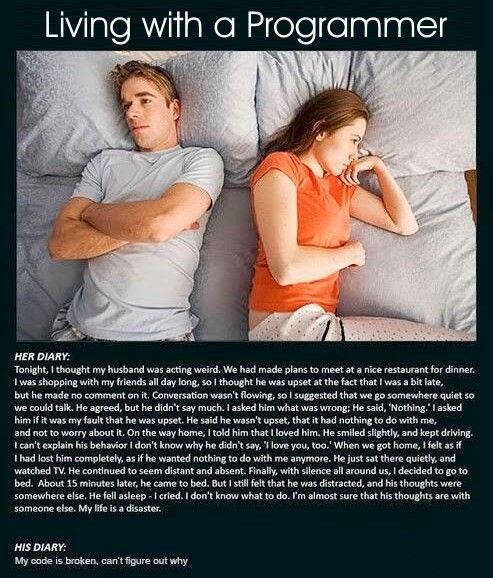 Living with a Programmer
HER DIARY:
Tonight, I thought my husband was acting weird. We had made plans to meet at a nice restaurant for dinner.
I was shopping with my friends all day long, so I thought he was upset at the fact that I was a bit late,
but he made no comment on it. Conversation wasn't flowing, so I suggested that we go somewhere quiet so
we could talk. He agreed, but he didn't say much. I asked him what was wrong; He said, 'Nothing.' I asked
him if it was my fault that he was upset. He said he wasn't upset, that it had nothing to do with me,
and not to worry about it. On the way home, I told him that I loved him. He smiled slightly, and kept driving.
I can't explain his behavior I don't know why he didn't say, 'I love you, too.' When we got home, I felt as if
I had lost him completely, as if he wanted nothing to do with me anymore. He just sat there quietly, and
watched TV. He continued to seem distant and absent. Finally, with silence all around us, I decided to go to
bed. About 15 minutes later, he came to bed. But I still felt that he was distracted, and his thoughts were
somewhere else. He fell asleep - I cried. I don't know what to do. I'm almost sure that his thoughts are with
someone else. My life is a disaster.
HIS DIARY:
My code is broken, can't figure out why